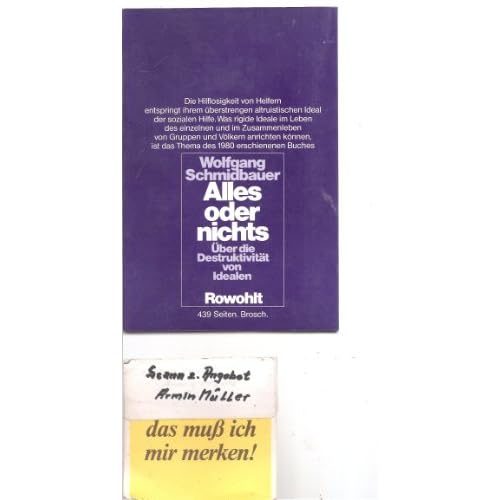 Die Hilflosigkeit von Helfern
entspringt ihrem überstrengen altruistischen Ideal
der sozialen Hilfe. Was rigide Ideale im Leben
des einzelnen und im Zusammenleben
von Gruppen und Völkern anrichten können,
ist das Thema des 1980 erschienenen Buches
Wolfgang
Schmidbauer
Alles
oder
nichts
Über die
Destruktivität
von
Idealen
Rowohlt
439 Seiten. Brosch.
Scann z. Angebot
Armin Müller
das muß ich
mir merken!